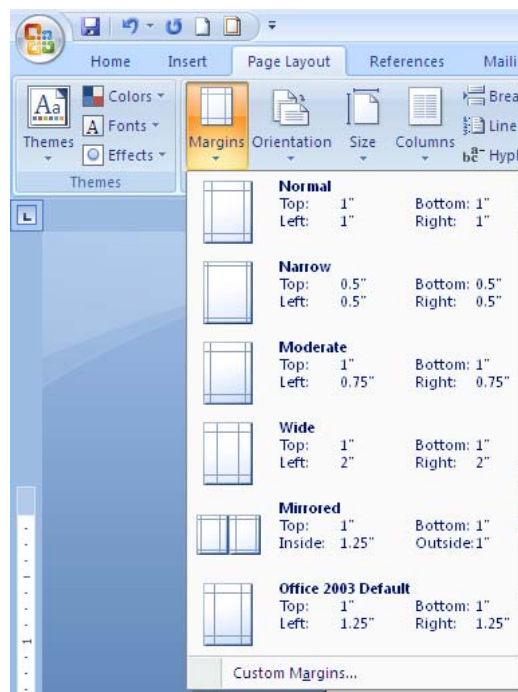 Home Insert Page Layout References Maili
Aa
Colors
Fonts
Effects
Themes
Margins Orientation Size Columns
Brea
Line
Hyph
Themes
Normal
Top: 1" Bottom: 1"
Left: 1" Right: 1"
Narrow
Top: 0.5" Bottom: 0.5"
Left: 0.5" Right: 0.5"
Moderate
Top: 1" Bottom: 1"
Left: 0.75" Right: 0.75"
Wide
Top: 1" Bottom: 1"
Left: 2" Right: 2"
Mirrored
Top: 1" Bottom: 1"
Inside: 1.25" Outside: 1"
Office 2003 Default
Top: 1" Bottom: 1"
Left: 1.25" Right: 1.25"
Custom Margins...
1